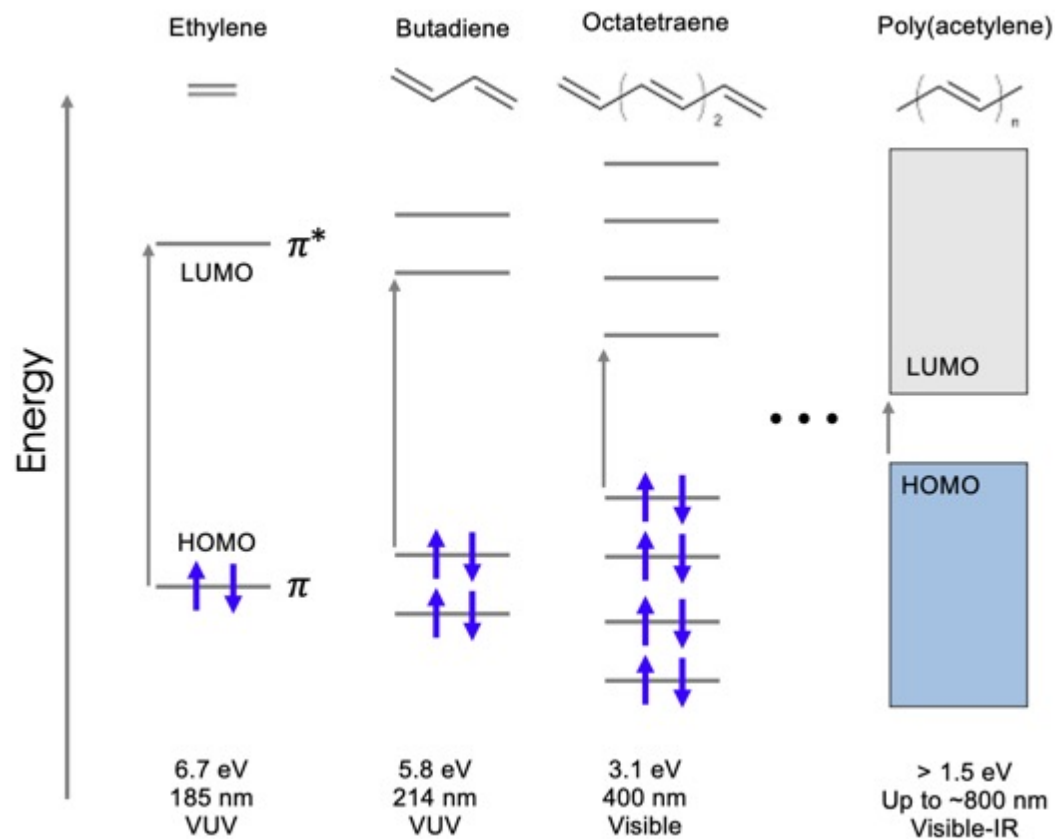 Ethylene
Butadiene
Octatetraene
Poly(acetylene)
2
n
Energy
π*
LUMO
HOMO
π
LUMO
HOMO
• • •
6.7 eV
185 nm
VUV
5.8 eV
214 nm
VUV
3.1 eV
400 nm
Visible
> 1.5 eV
Up to ~800 nm
Visible-IR